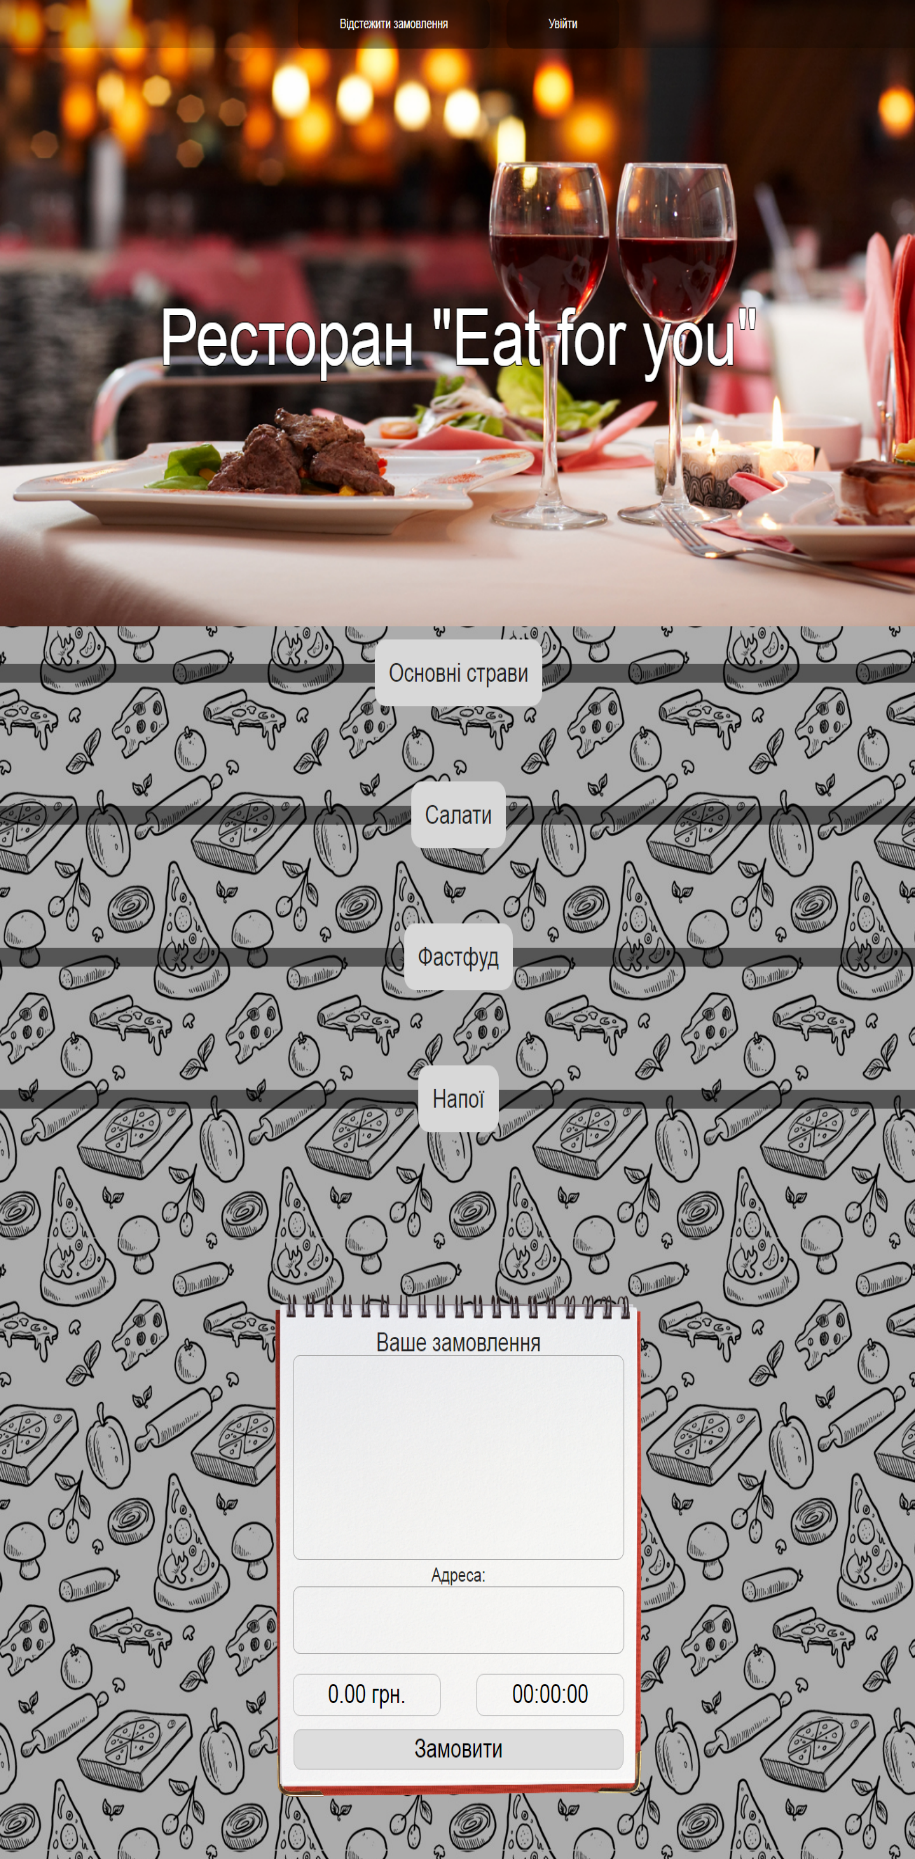 Відстежити замовлення
Увійти
Ресторан "Eat for you"
Основні страви
Салати
Фастфуд
Напої
Ваше замовлення
Адреса:
0.00 грн.
00:00:00
Замовити